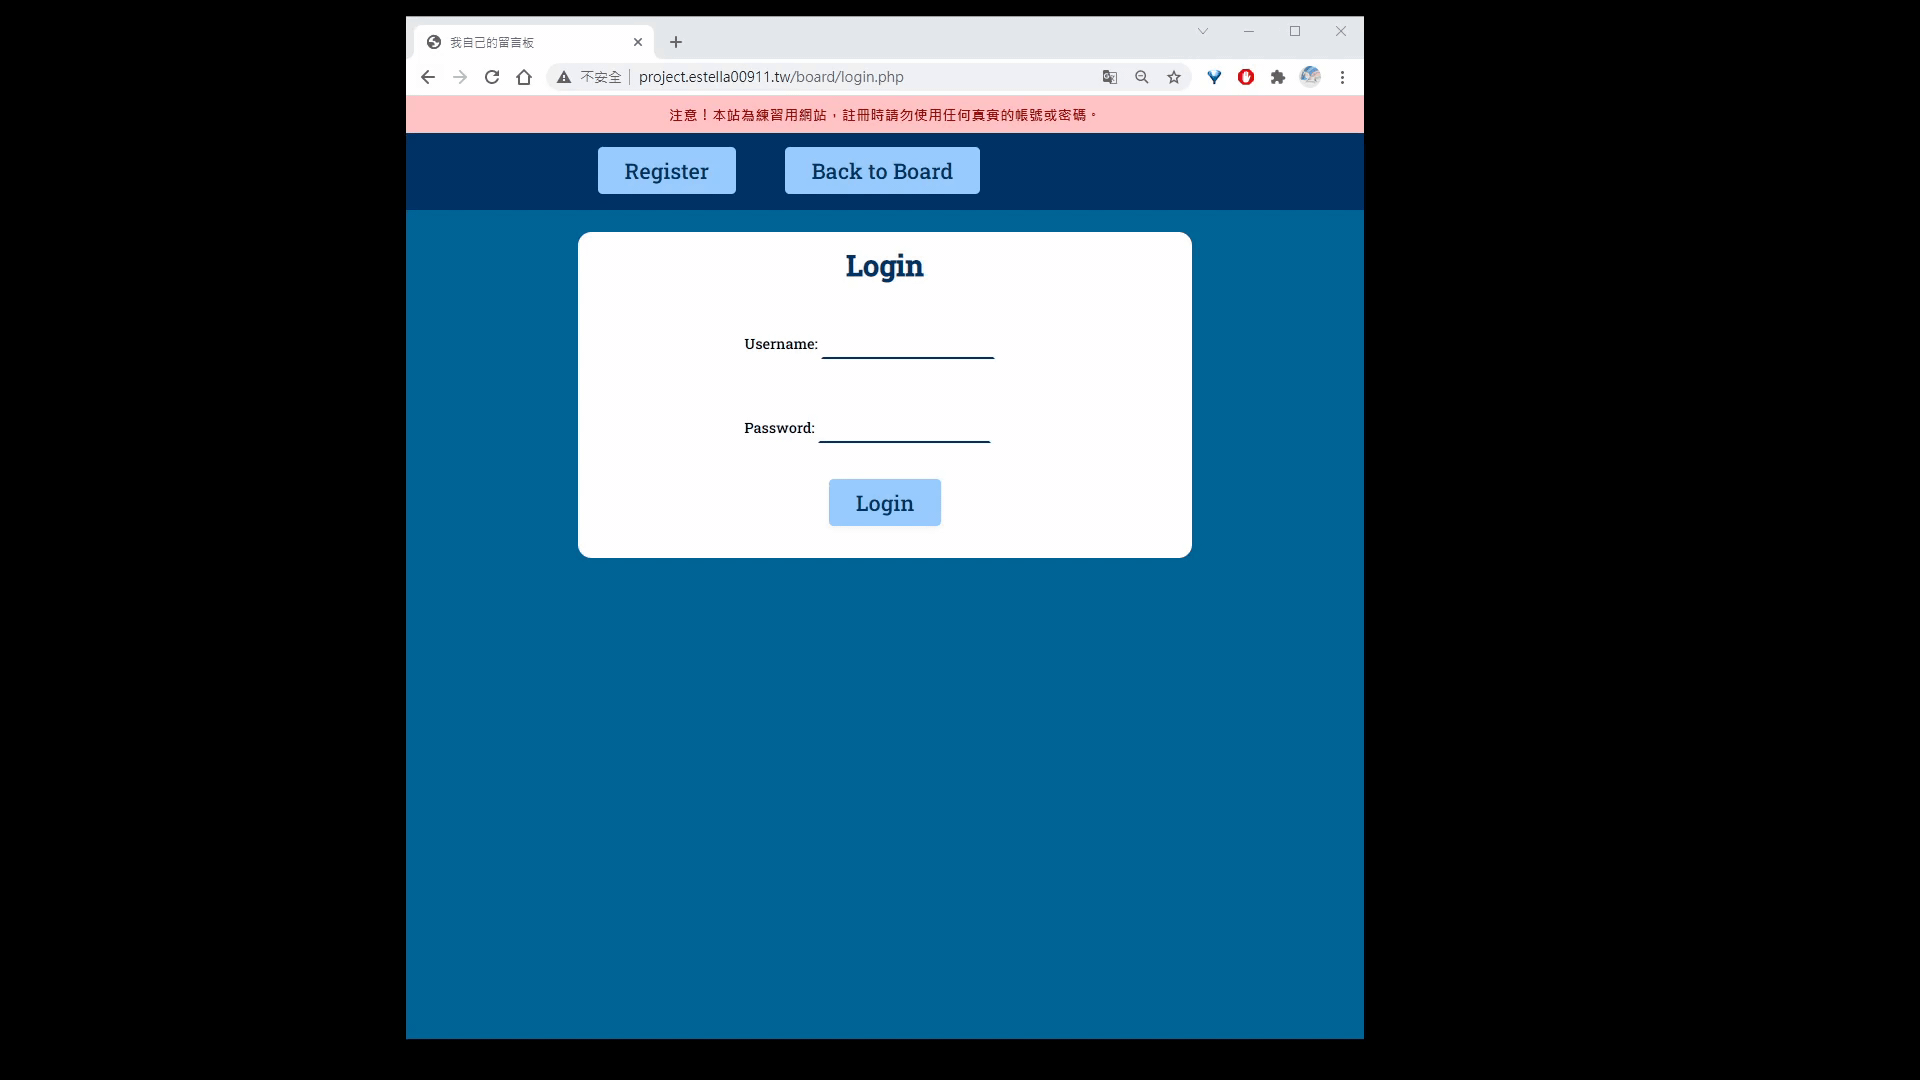 我自己的留言板
不安全 project.estella00911.tw/board/login.php
注意！本站為練習用網站，註冊時請勿使用任何真實的帳號或密碼。
Register Back to Board
Login
Username:
Password:
Login